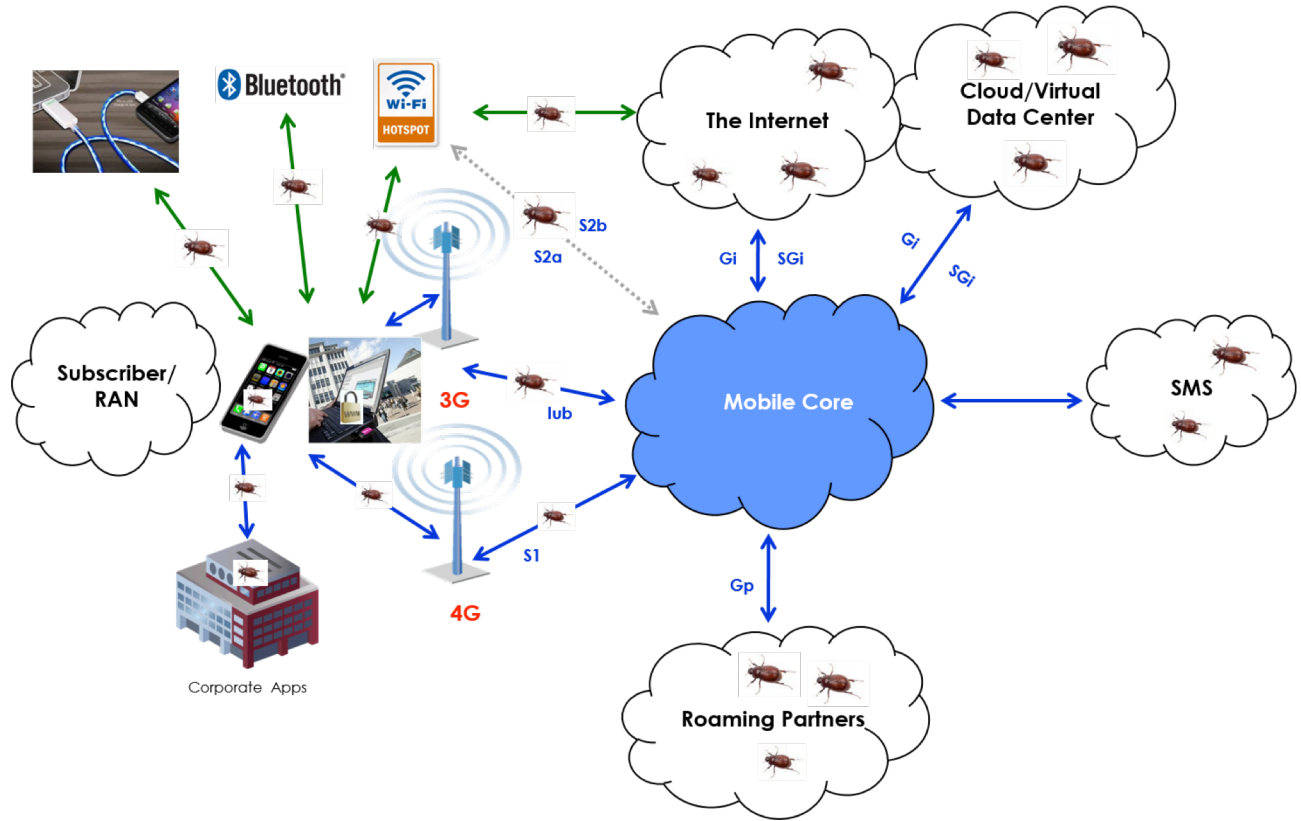 Bluetooth®
Wi-Fi
HOTSPOT
The Internet
Cloud/Virtual
Data Center
S2b
S2a
Gi
SGi
Gi
SGi
Subscriber/
RAN
3G
Iub
Mobile Core
SMS
S1
4G
Gp
Corporate Apps
Roaming Partners